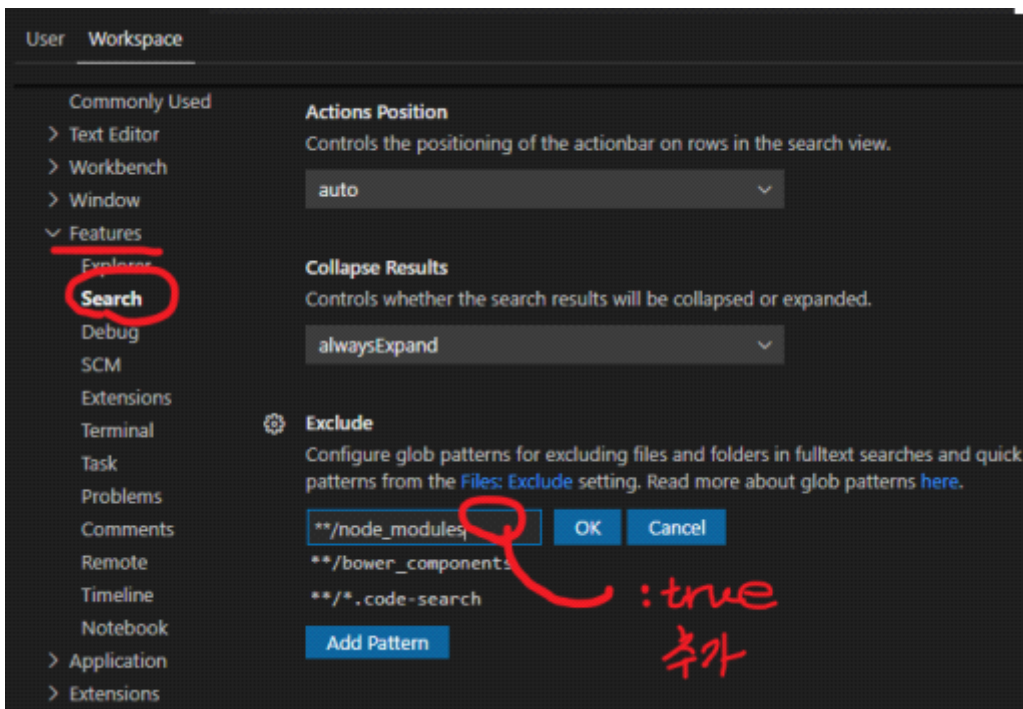 User Workspace
Commonly Used
Text Editor
Workbench
Window
Features
Explorer
Search
Debug
SCM
Extensions
Terminal
Task
Problems
Comments
Remote
Timeline
Notebook
Application
Extensions
Actions Position
Controls the positioning of the actionbar on rows in the search view.
auto
Collapse Results
Controls whether the search results will be collapsed or expanded.
alwaysExpand
Exclude
Configure glob patterns for excluding files and folders in fulltext searches and quick
patterns from the Files: Exclude setting. Read more about glob patterns here.
**/node_modules OK Cancel
**/bower_components
**/*.code-search
Add Pattern
:true
추가